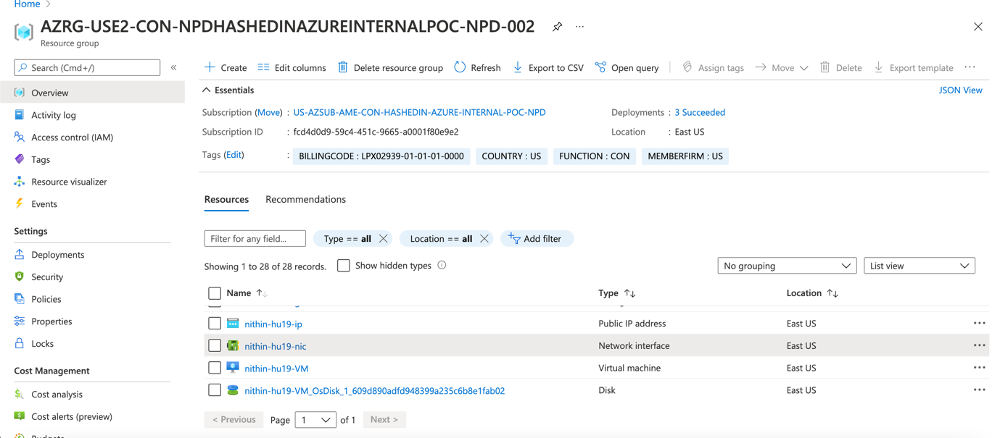 Home >
AZRG-USE2-CON-NPDHASHEDINAZUREINTERNALPOC-NPD-002
Resource group
Search (Cmd+/)
Create Edit columns Delete resource group Refresh Export to CSV Open query Assign tags Move Delete Export template
Overview
Activity log
Access control (IAM)
Tags
Resource visualizer
Events
Settings
Deployments
Security
Policies
Properties
Locks
Cost Management
Cost analysis
Cost alerts (preview)
Budgets
Essentials
JSON View
Subscription (Move) : US-AZSUB-AME-CON-HASHEDIN-AZURE-INTERNAL-POC-NPD
Deployments : 3 Succeeded
Subscription ID : fcd4d0d9-59c4-451c-9665-a0001f80e9e2
Location : East US
Tags (Edit) : BILLINGCODE : LPX02939-01-01-01-0000 COUNTRY : US FUNCTION : CON MEMBERFIRM : US
Resources Recommendations
Filter for any field... Type == all Location == all Add filter
Showing 1 to 28 of 28 records. Show hidden types
No grouping List view
Name Type Location
nithin-hu19-ip Public IP address East US
nithin-hu19-nic Network interface East US
nithin-hu19-VM Virtual machine East US
nithin-hu19-VM_OsDisk_1_609d890adfd948399a235c6b8e1fab02 Disk East US
< Previous Page 1 of 1 Next >